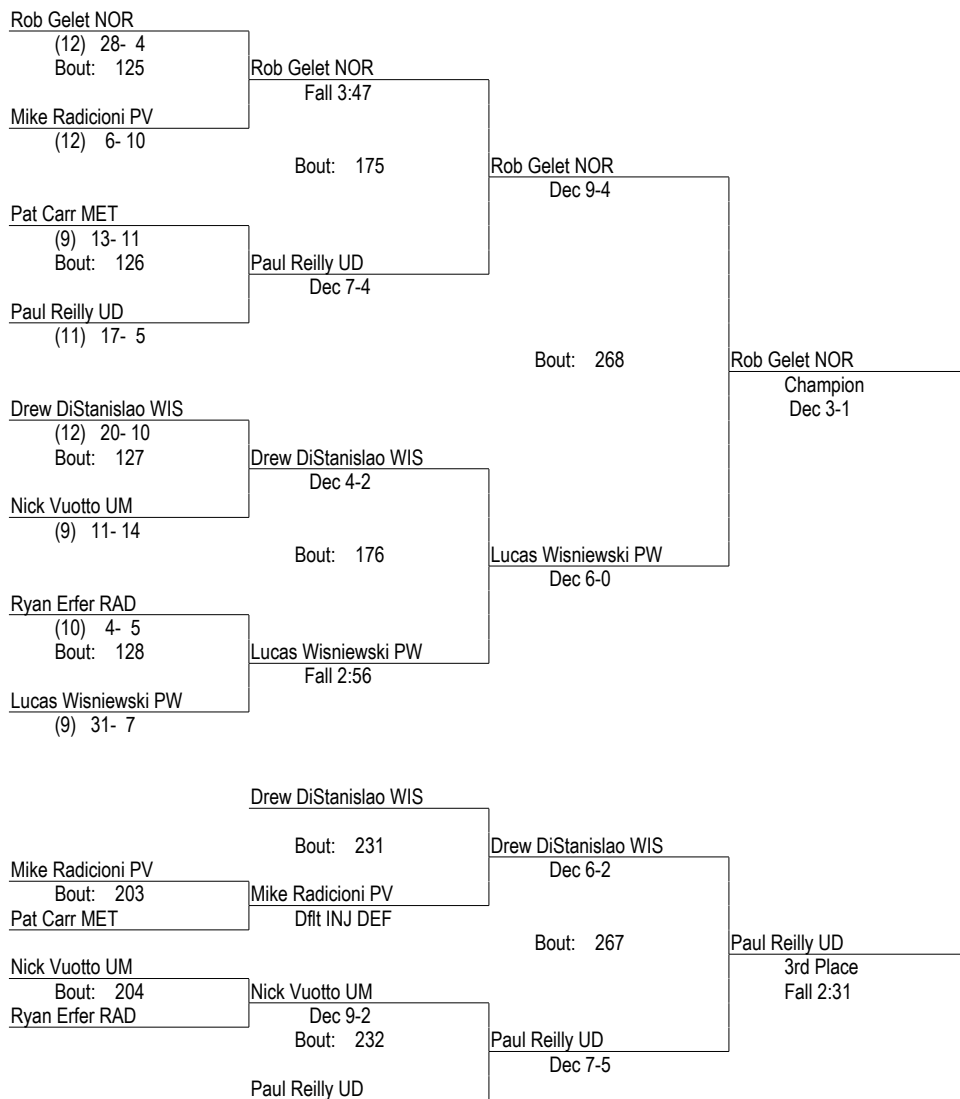 Rob Gelet NOR
(12) 28- 4
Bout: 125
Rob Gelet NOR
Fall 3:47
Mike Radicioni PV
(12) 6- 10
Bout: 175
Rob Gelet NOR
Dec 9-4
Pat Carr MET
(9) 13- 11
Bout: 126
Paul Reilly UD
Dec 7-4
Paul Reilly UD
(11) 17- 5
Bout: 268
Rob Gelet NOR
Champion
Dec 3-1
Drew DiStanislao WIS
(12) 20- 10
Bout: 127
Drew DiStanislao WIS
Dec 4-2
Nick Vuotto UM
(9) 11- 14
Bout: 176
Lucas Wisniewski PW
Dec 6-0
Ryan Erfer RAD
(10) 4- 5
Bout: 128
Lucas Wisniewski PW
Fall 2:56
Lucas Wisniewski PW
(9) 31- 7
Drew DiStanislao WIS
Bout: 231
Drew DiStanislao WIS
Dec 6-2
Mike Radicioni PV
Bout: 203
Mike Radicioni PV
Pat Carr MET
Dflt INJ DEF
Bout: 267
Paul Reilly UD
3rd Place
Fall 2:31
Nick Vuotto UM
Bout: 204
Nick Vuotto UM
Ryan Erfer RAD
Dec 9-2
Bout: 232
Paul Reilly UD
Dec 7-5
Paul Reilly UD